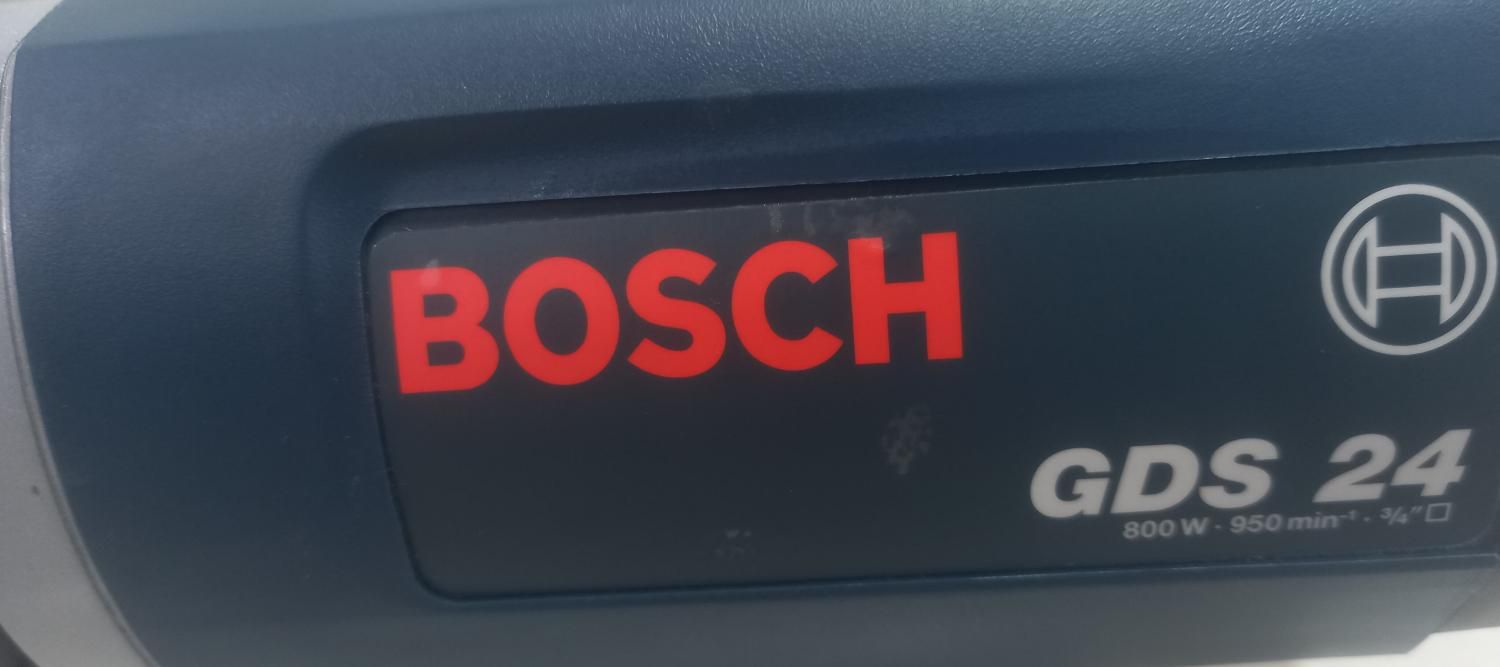 BOSCH
GDS 24
800 W · 950 min⁻¹ · ¾"□